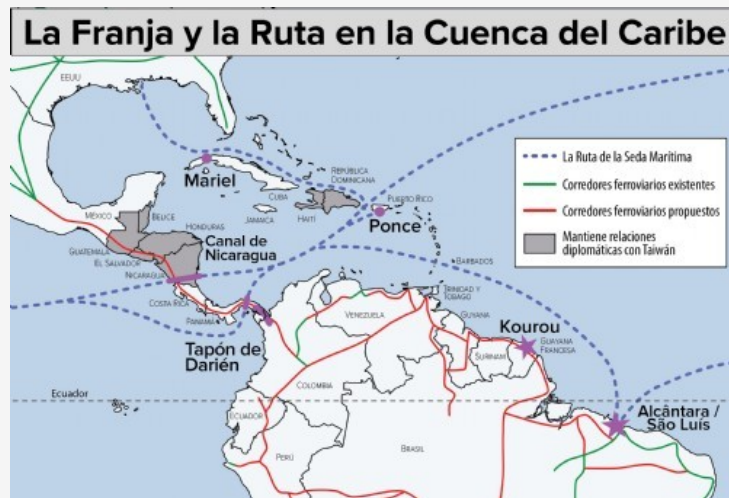 La Franja y la Ruta en la Cuenca del Caribe
EEUU
Mariel
REPÚBLICA
DOMINICANA
CUBA
PUERTO RICO
MÉXICO
BELICE
JAMAICA
HAITÍ
Ponce
HONDURAS
GUATEMALA
EL SALVADOR
Canal de
Nicaragua
NICARAGUA
BARBADOS
COSTA RICA
PANAMÁ
TRINIDAD Y
TOBAGO
Tapón de
Darién
VENEZUELA
GUYANA
Kourou
SURINAM
GUAYANA
FRANCESA
COLOMBIA
Ecuador
ECUADOR
Alcântara /
São Luís
PERÚ
BRASIL
La Ruta de la Seda Marítima
Corredores ferroviarios existentes
Corredores ferroviarios propuestos
Mantiene relaciones
diplomáticas con Taiwán